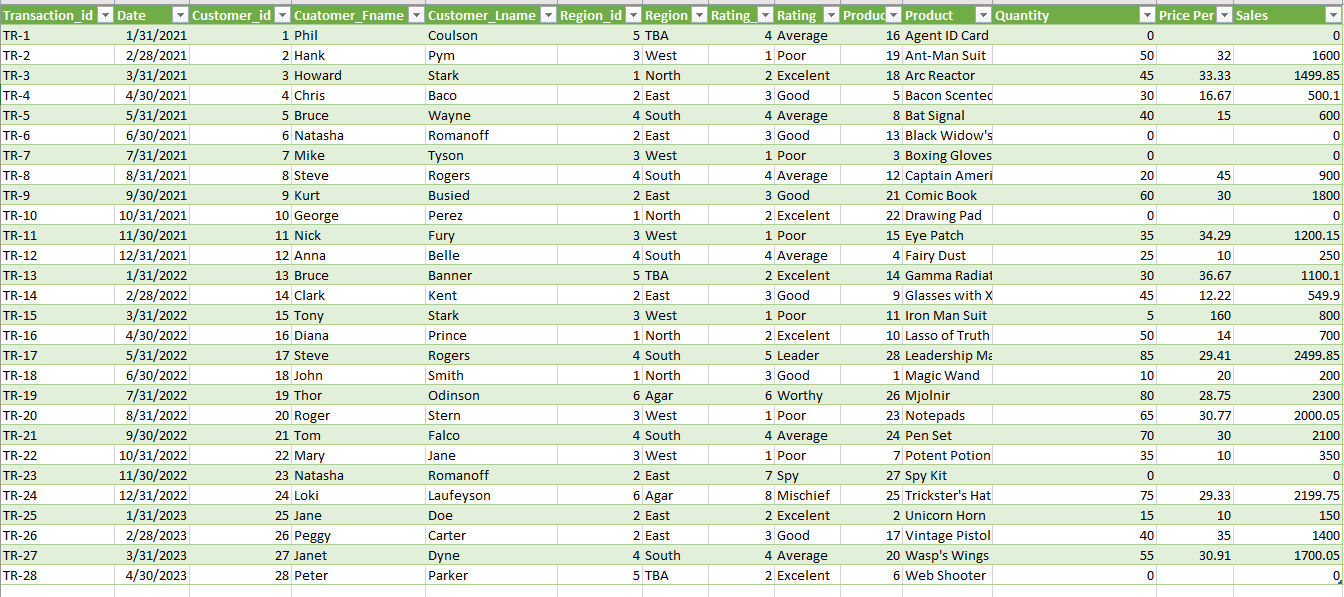 Transaction_id Date Customer_id Cuatomer_Fname Customer_Lname Region_id Region Rating_ Rating Produc Product Quantity Price Per Sales
TR-1 1/31/2021 1 Phil Coulson 5 TBA 4 Average 16 Agent ID Card 0 0
TR-2 2/28/2021 2 Hank Pym 3 West 1 Poor 19 Ant-Man Suit 50 32 1600
TR-3 3/31/2021 3 Howard Stark 1 North 2 Excelent 18 Arc Reactor 45 33.33 1499.85
TR-4 4/30/2021 4 Chris Baco 2 East 3 Good 5 Bacon Scented 30 16.67 500.1
TR-5 5/31/2021 5 Bruce Wayne 4 South 4 Average 8 Bat Signal 40 15 600
TR-6 6/30/2021 6 Natasha Romanoff 2 East 3 Good 13 Black Widow's 0 0
TR-7 7/31/2021 7 Mike Tyson 3 West 1 Poor 3 Boxing Gloves 0 0
TR-8 8/31/2021 8 Steve Rogers 4 South 4 Average 12 Captain Ameri 20 45 900
TR-9 9/30/2021 9 Kurt Busied 2 East 3 Good 21 Comic Book 60 30 1800
TR-10 10/31/2021 10 George Perez 1 North 2 Excelent 22 Drawing Pad 0 0
TR-11 11/30/2021 11 Nick Fury 3 West 1 Poor 15 Eye Patch 35 34.29 1200.15
TR-12 12/31/2021 12 Anna Belle 4 South 4 Average 4 Fairy Dust 25 10 250
TR-13 1/31/2022 13 Bruce Banner 5 TBA 2 Excelent 14 Gamma Radiat 30 36.67 1100.1
TR-14 2/28/2022 14 Clark Kent 2 East 3 Good 9 Glasses with X 45 12.22 549.9
TR-15 3/31/2022 15 Tony Stark 3 West 1 Poor 11 Iron Man Suit 5 160 800
TR-16 4/30/2022 16 Diana Prince 1 North 2 Excelent 10 Lasso of Truth 50 14 700
TR-17 5/31/2022 17 Steve Rogers 4 South 5 Leader 28 Leadership Ma 85 29.41 2499.85
TR-18 6/30/2022 18 John Smith 1 North 3 Good 1 Magic Wand 10 20 200
TR-19 7/31/2022 19 Thor Odinson 6 Agar 6 Worthy 26 Mjolnir 80 28.75 2300
TR-20 8/31/2022 20 Roger Stern 3 West 1 Poor 23 Notepads 65 30.77 2000.05
TR-21 9/30/2022 21 Tom Falco 4 South 4 Average 24 Pen Set 70 30 2100
TR-22 10/31/2022 22 Mary Jane 3 West 1 Poor 7 Potent Potion 35 10 350
TR-23 11/30/2022 23 Natasha Romanoff 2 East 7 Spy 27 Spy Kit 0 0
TR-24 12/31/2022 24 Loki Laufeyson 6 Agar 8 Mischief 25 Trickster's Hat 75 29.33 2199.75
TR-25 1/31/2023 25 Jane Doe 2 East 2 Excelent 2 Unicorn Horn 15 10 150
TR-26 2/28/2023 26 Peggy Carter 2 East 3 Good 17 Vintage Pistol 40 35 1400
TR-27 3/31/2023 27 Janet Dyne 4 South 4 Average 20 Wasp's Wings 55 30.91 1700.05
TR-28 4/30/2023 28 Peter Parker 5 TBA 2 Excelent 6 Web Shooter 0 0